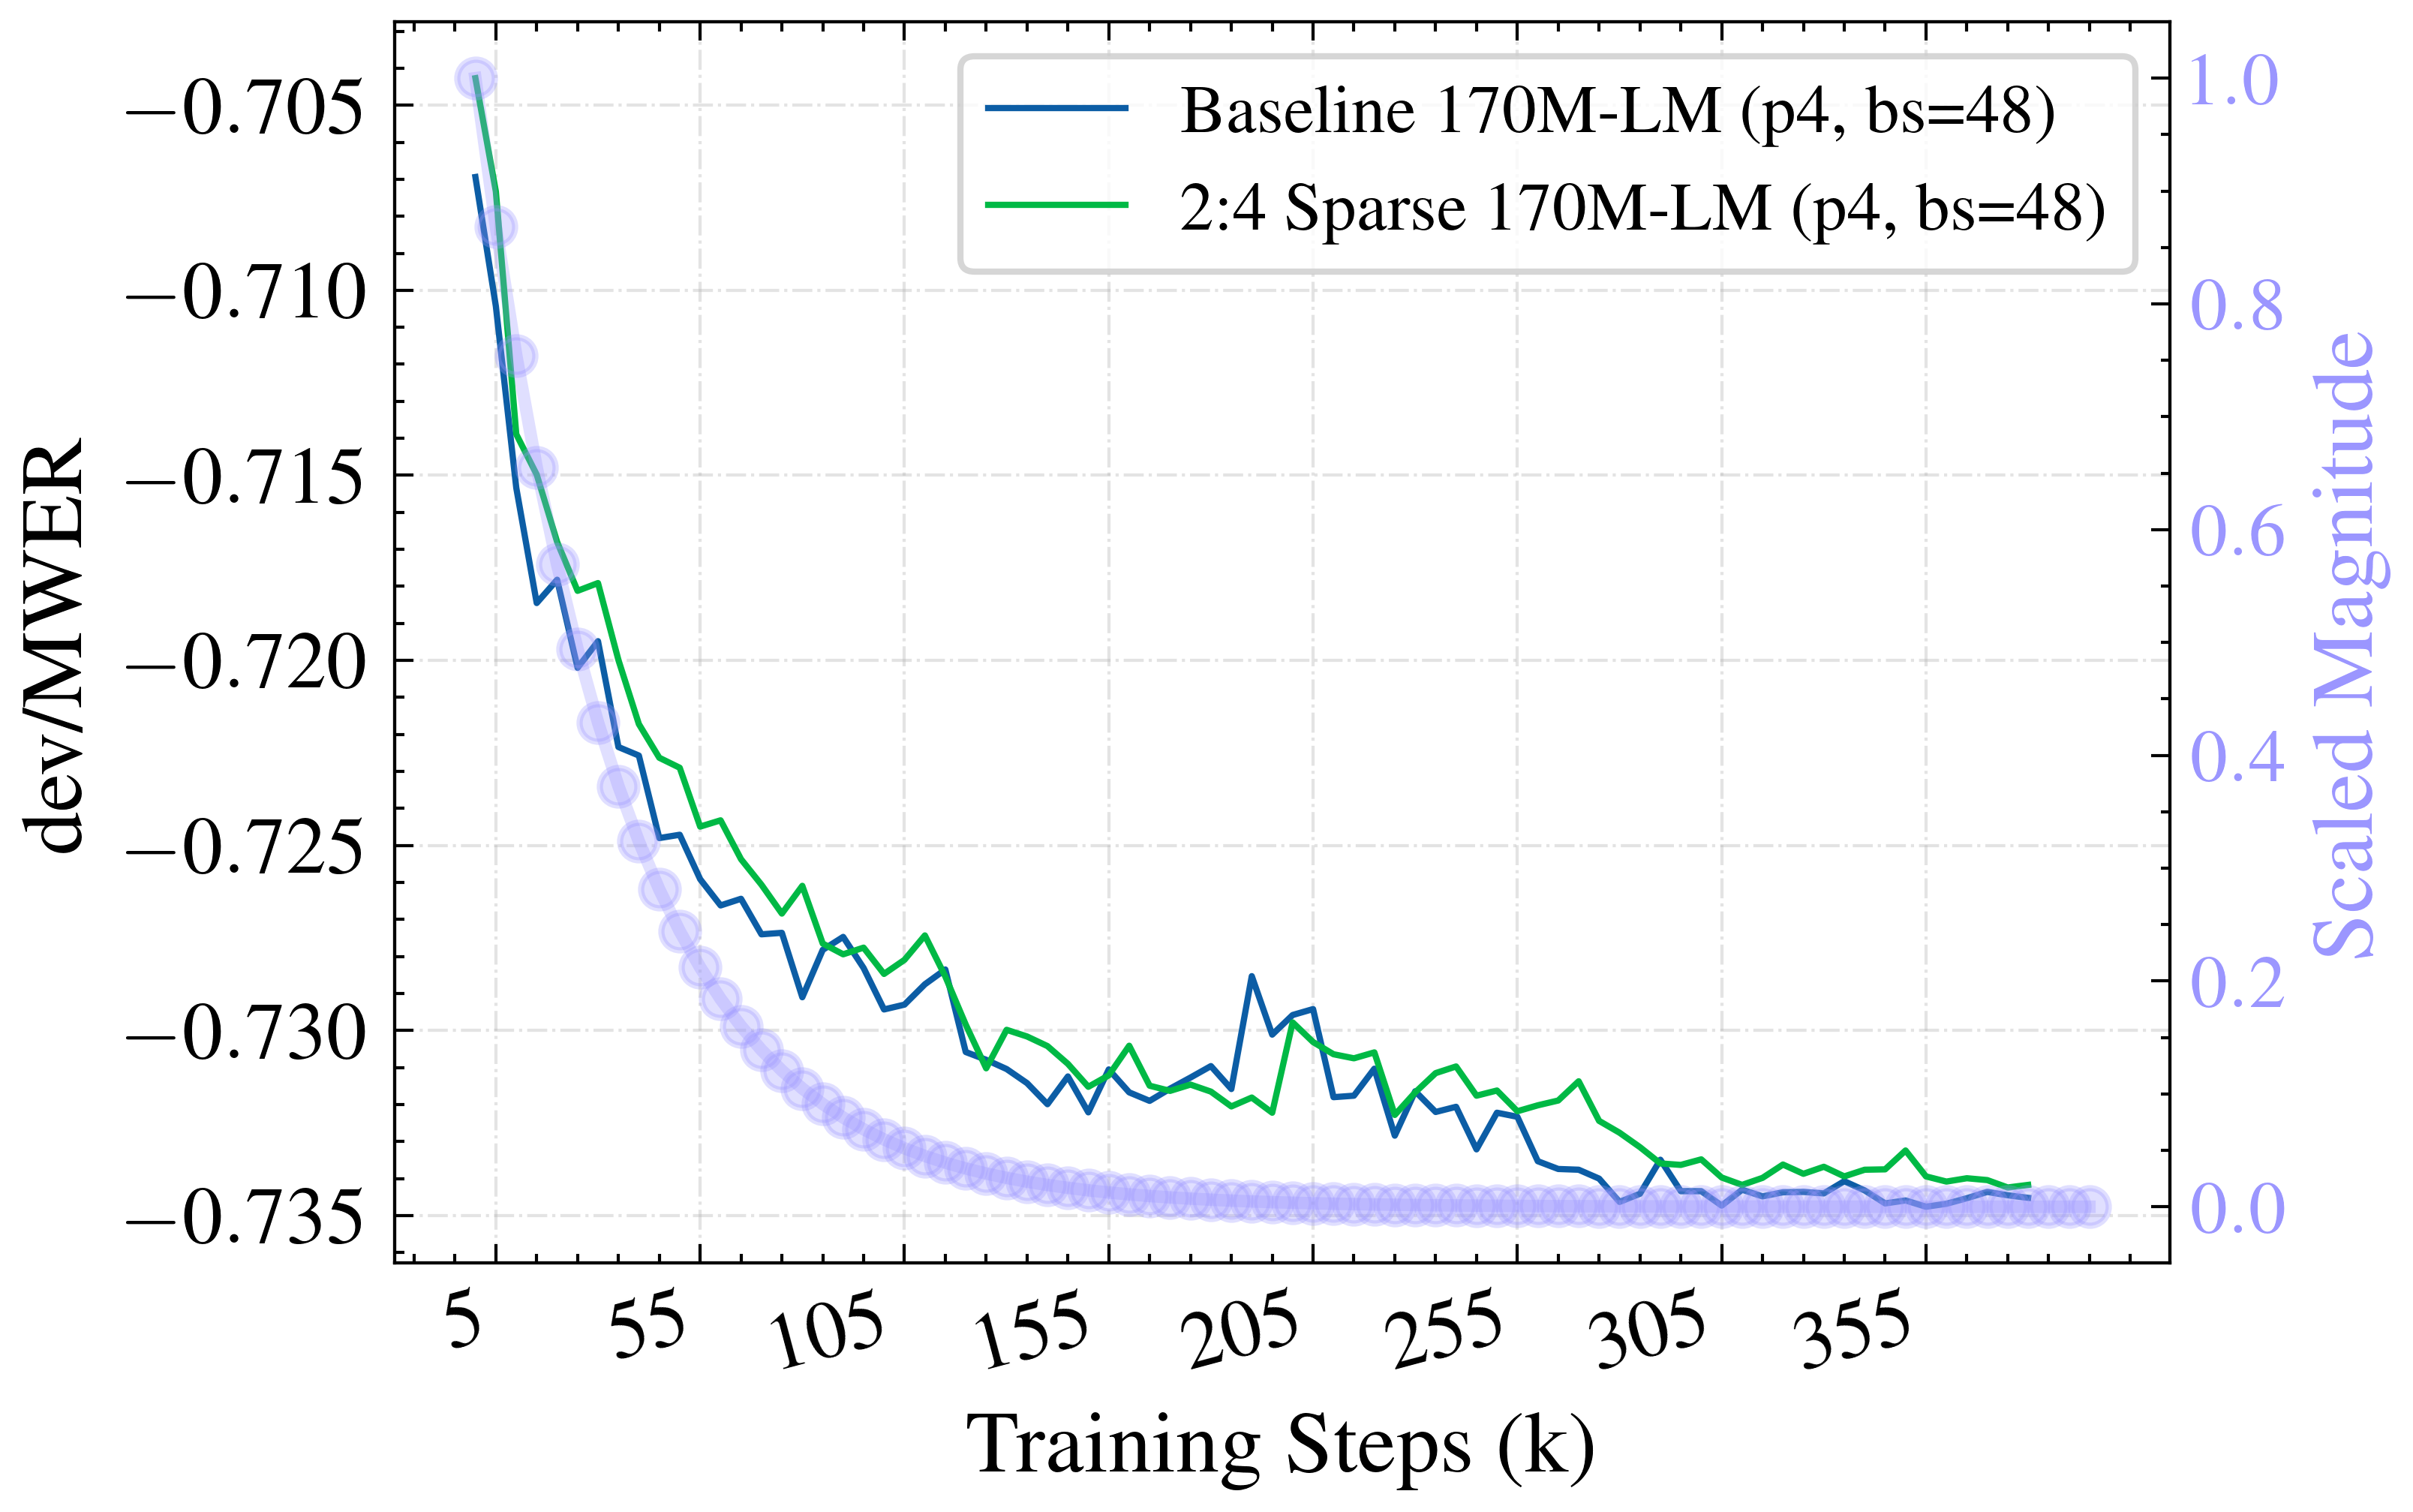 Baseline 170M-LM (p4, bs=48)
2:4 Sparse 170M-LM (p4, bs=48)
dev/MWER
−0.705
−0.710
−0.715
−0.720
−0.725
−0.730
−0.735
1.0
0.8
0.6
0.4
0.2
0.0
Scaled Magnitude
5 55 105 155 205 255 305 355
Training Steps (k)